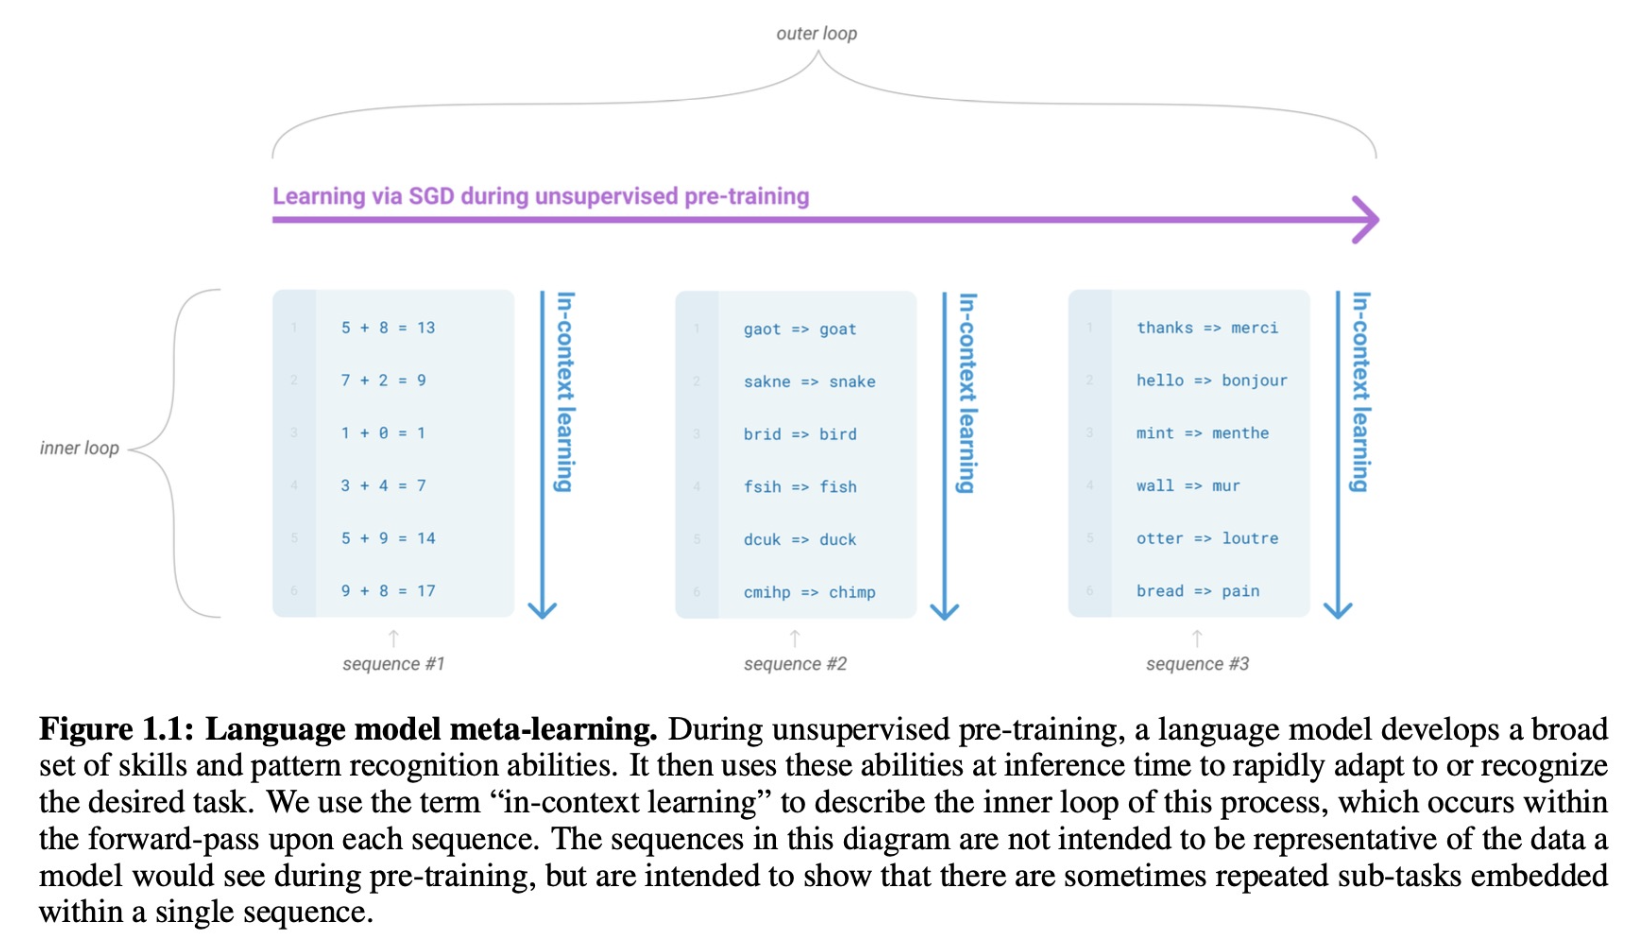 outer loop
Learning via SGD during unsupervised pre-training
inner loop
1 5 + 8 = 13
2 7 + 2 = 9
3 1 + 0 = 1
4 3 + 4 = 7
5 5 + 9 = 14
6 9 + 8 = 17
In-context learning
sequence #1
1 gaot => goat
2 sakne => snake
3 brid => bird
4 fsih => fish
5 dcuk => duck
6 cmihp => chimp
In-context learning
sequence #2
1 thanks => merci
2 hello => bonjour
3 mint => menthe
4 wall => mur
5 otter => loutre
6 bread => pain
In-context learning
sequence #3
Figure 1.1: Language model meta-learning. During unsupervised pre-training, a language model develops a broad
set of skills and pattern recognition abilities. It then uses these abilities at inference time to rapidly adapt to or recognize
the desired task. We use the term “in-context learning” to describe the inner loop of this process, which occurs within
the forward-pass upon each sequence. The sequences in this diagram are not intended to be representative of the data a
model would see during pre-training, but are intended to show that there are sometimes repeated sub-tasks embedded
within a single sequence.